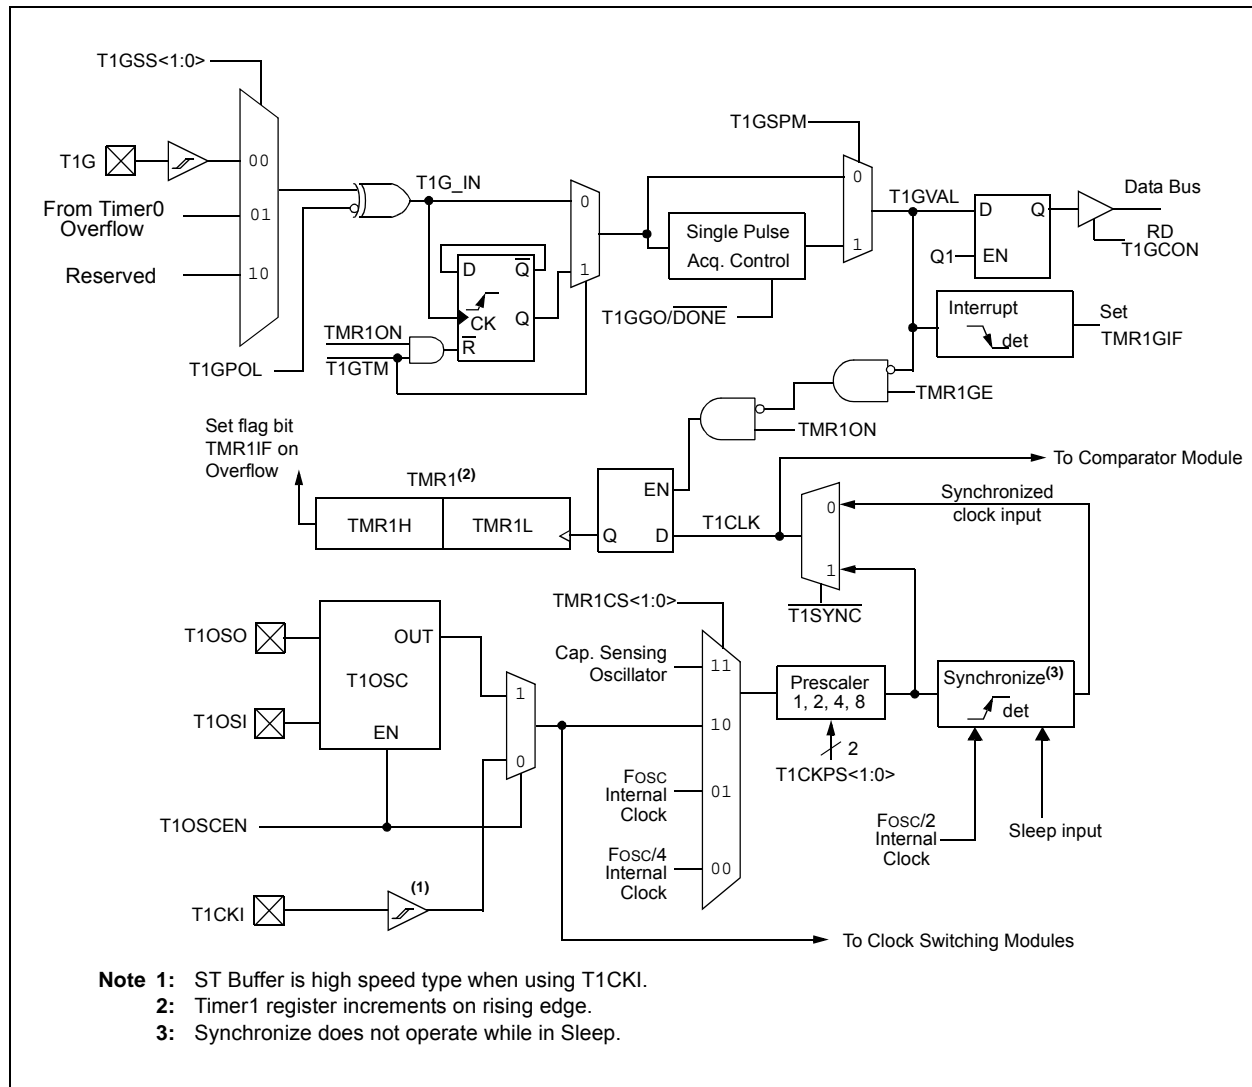 T1GSS<1:0>
T1G
00
From Timer0
Overflow
01
Reserved
10
T1GPOL
T1G_IN
0
1
D
Q
CK
Q
R
TMR1ON
T1GTM
T1GSPM
0
1
Single Pulse
Acq. Control
T1GGO/DONE
T1GVAL
D
Q
Q1
EN
Data Bus
RD
T1GCON
Interrupt
det
Set
TMR1GIF
TMR1GE
TMR1ON
Set flag bit
TMR1IF on
Overflow
TMR1(2)
TMR1H
TMR1L
EN
Q
D
T1CLK
To Comparator Module
0
1
Synchronized
clock input
T1SYNC
T1OSO
T1OSI
OUT
T1OSC
EN
1
0
T1OSCEN
T1CKI
(1)
TMR1CS<1:0>
Cap. Sensing
Oscillator
11
10
FOSC
Internal
Clock
01
FOSC/4
Internal
Clock
00
Prescaler
1, 2, 4, 8
2
T1CKPS<1:0>
Synchronize(3)
det
FOSC/2
Internal
Clock
Sleep input
To Clock Switching Modules
Note 1: ST Buffer is high speed type when using T1CKI.
2: Timer1 register increments on rising edge.
3: Synchronize does not operate while in Sleep.